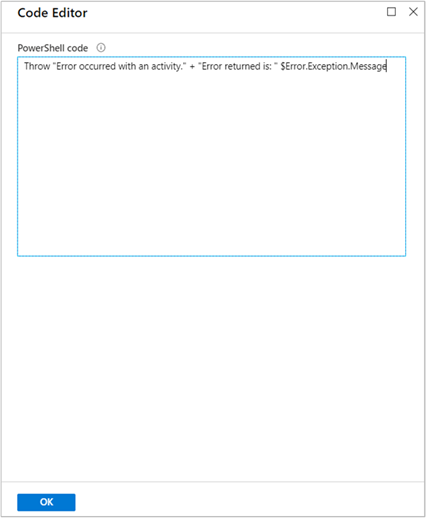 Code Editor
PowerShell code
Throw "Error occurred with an activity." + "Error returned is: " $Error.Exception.Message
OK